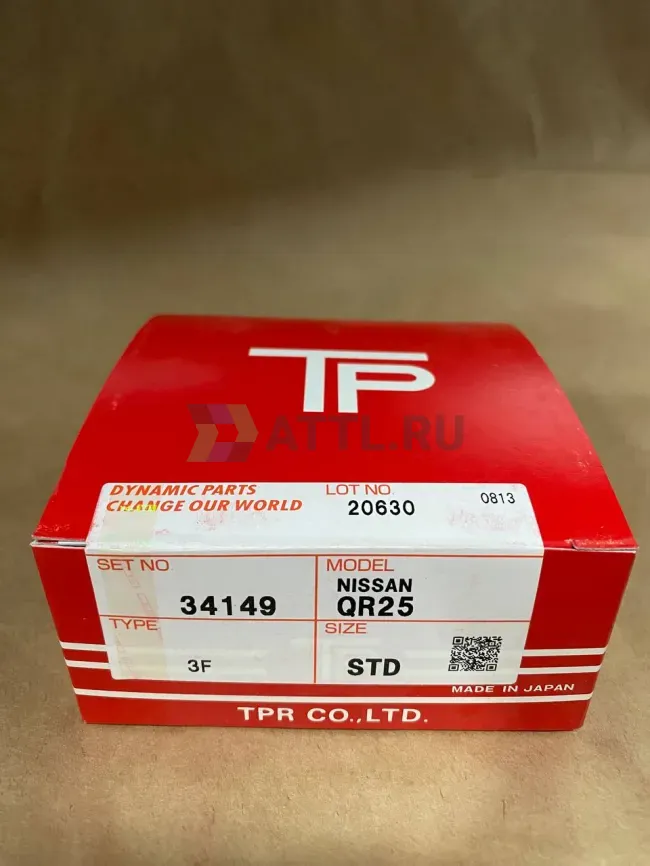 TP
ATTL.RU
DYNAMIC PARTS
CHANGE OUR WORLD
LOT NO.
20630
0813
SET NO
34149
MODEL
NISSAN
QR25
TYPE
3F
SIZE
STD
MADE IN JAPAN
TPR CO.,LTD.